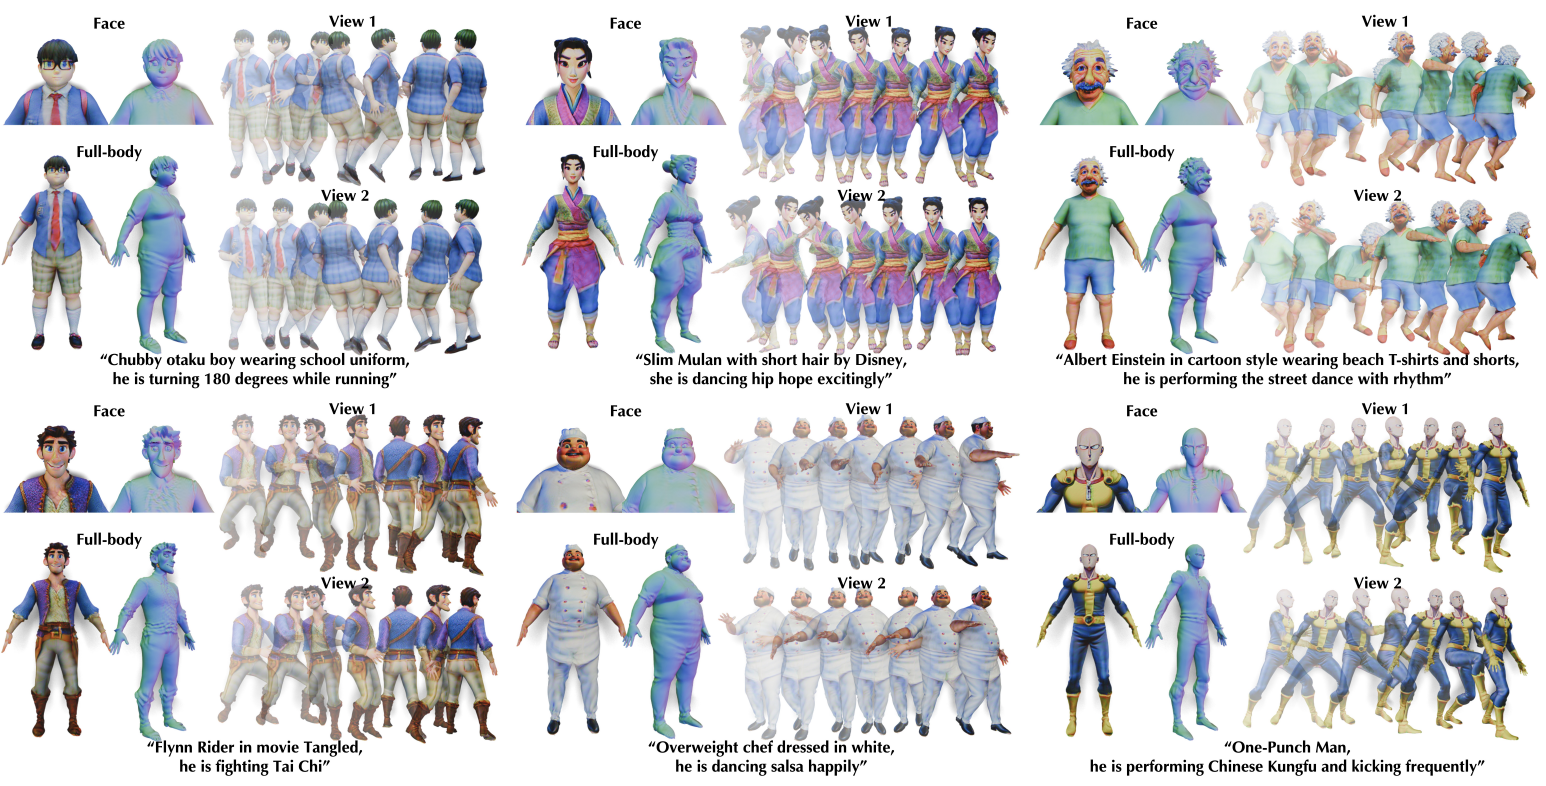 Face
View 1
Full-body
View 2
“Chubby otaku boy wearing school uniform,
he is turning 180 degrees while running”
Face
View 1
Full-body
View 2
“Slim Mulan with short hair by Disney,
she is dancing hip hope excitingly”
Face
View 1
Full-body
View 2
“Albert Einstein in cartoon style wearing beach T-shirts and shorts,
he is performing the street dance with rhythm”
Face
View 1
Full-body
View 2
“Flynn Rider in movie Tangled,
he is fighting Tai Chi”
Face
View 1
Full-body
View 2
“Overweight chef dressed in white,
he is dancing salsa happily”
Face
View 1
Full-body
View 2
“One-Punch Man,
he is performing Chinese Kungfu and kicking frequently”